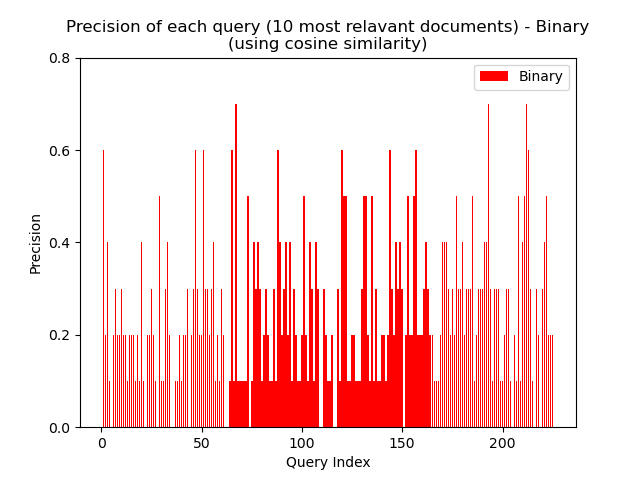 Precision of each query (10 most relavant documents) - Binary
(using cosine similarity)
Binary
0.8
0.6
0.4
0.2
0.0
Precision
0
50
100
150
200
Query Index